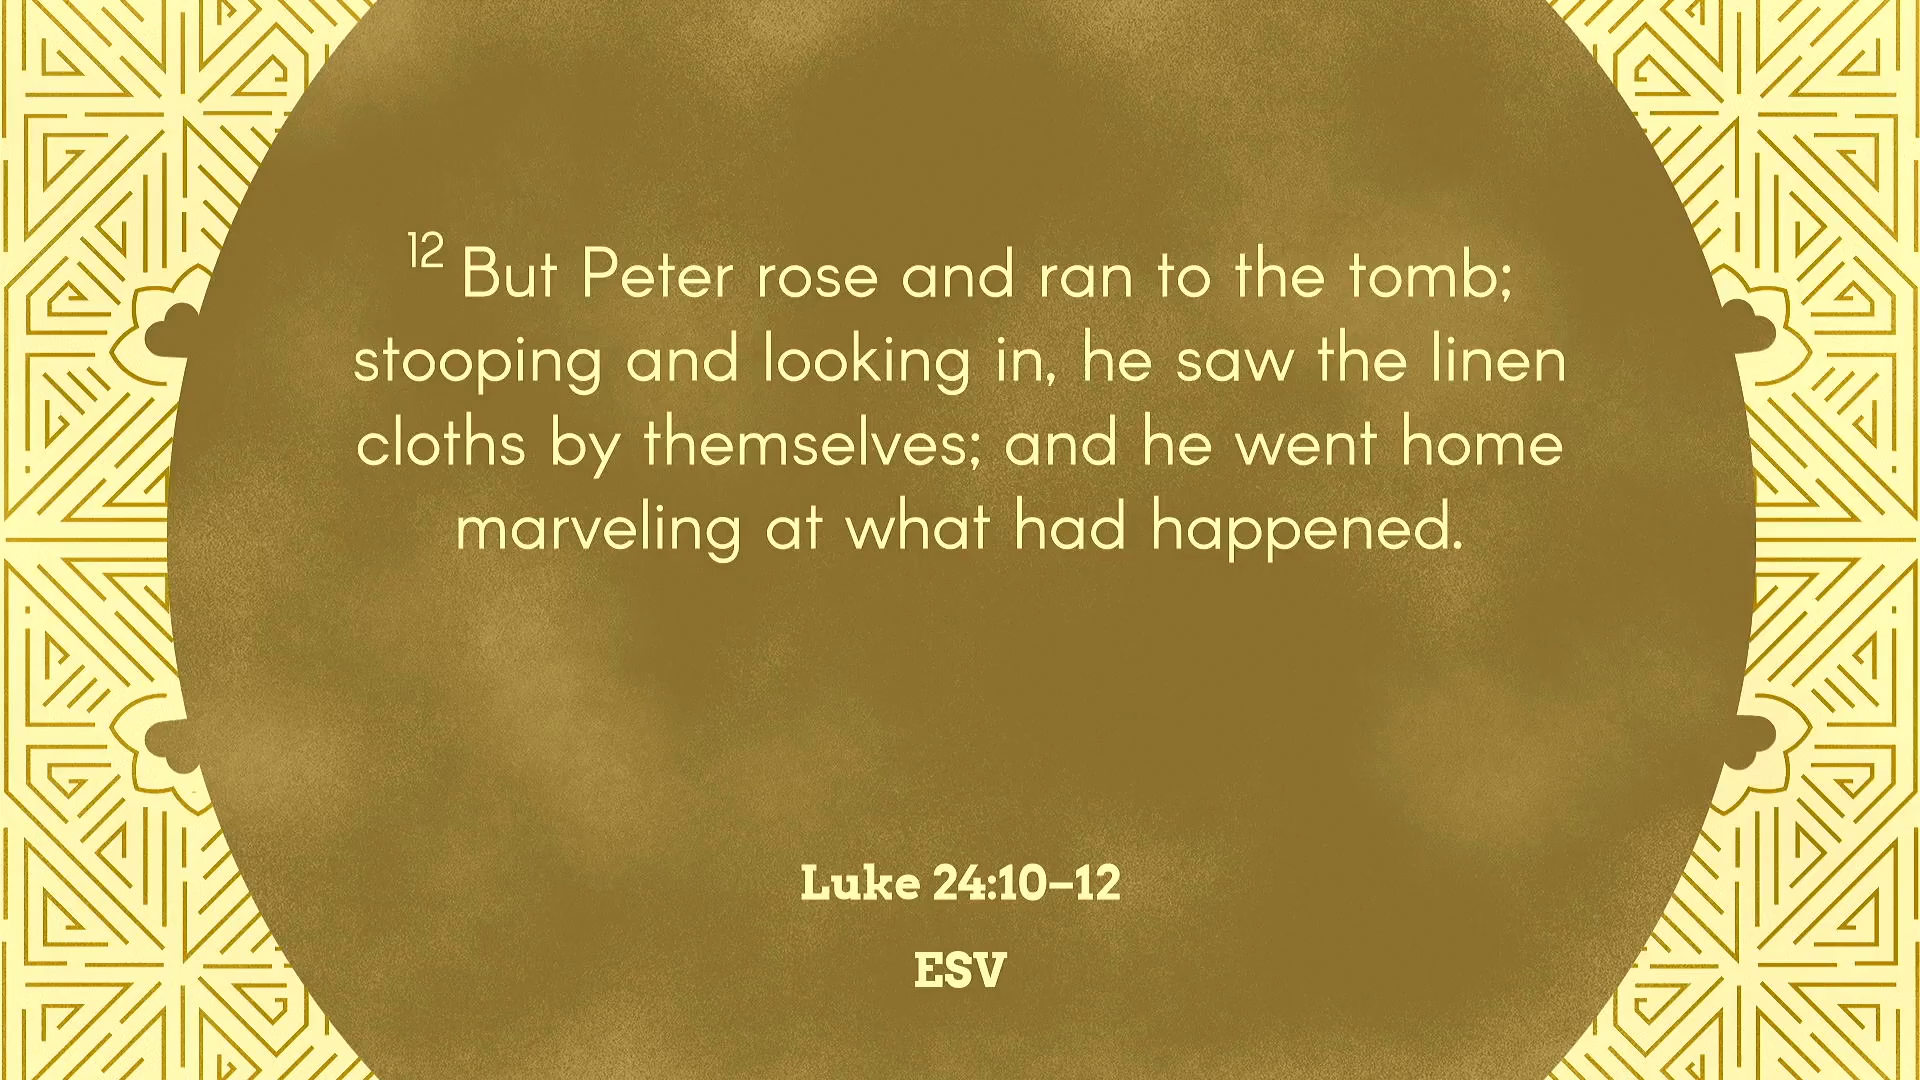 12 But Peter rose and ran to the tomb;
stooping and looking in, he saw the linen
cloths by themselves; and he went home
marveling at what had happened.
Luke 24:10–12
ESV